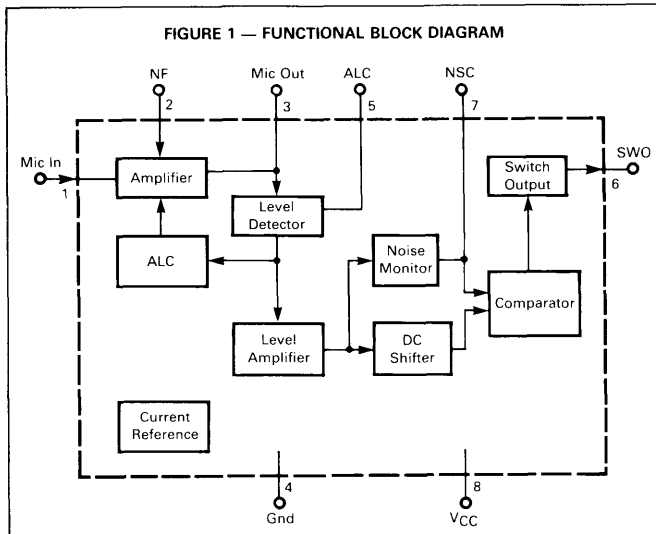 FIGURE 1 — FUNCTIONAL BLOCK DIAGRAM
NF
Mic Out
ALC
NSC
2
3
5
7
Mic In
1
Amplifier
Switch
Output
SWO
6
Level
Detector
ALC
Noise
Monitor
Comparator
Level
Amplifier
DC
Shifter
Current
Reference
4
8
Gnd
VCC